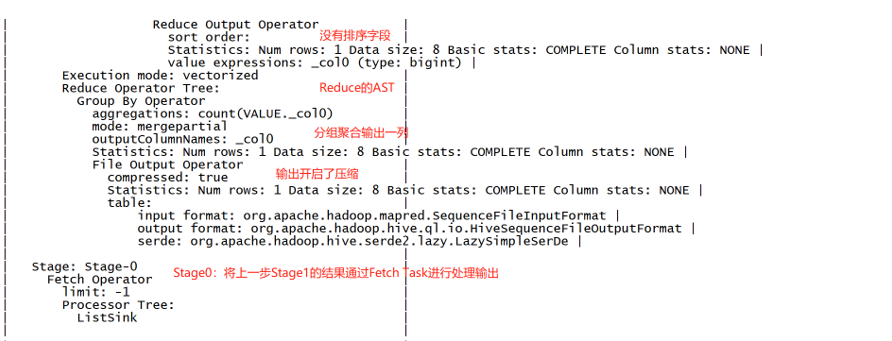 | Reduce Output Operator |
| sort order: 没有排序字段 |
| Statistics: Num rows: 1 Data size: 8 Basic stats: COMPLETE Column stats: NONE |
| value expressions: _col0 (type: bigint) |
| Execution mode: vectorized |
| Reduce Operator Tree: Reduce的AST |
| Group By Operator |
| aggregations: count(VALUE._col0) |
| mode: mergepartial |
| outputColumnNames: _col0 分组聚合输出一列 |
| Statistics: Num rows: 1 Data size: 8 Basic stats: COMPLETE Column stats: NONE |
| File Output Operator |
| compressed: true 输出开启了压缩 |
| Statistics: Num rows: 1 Data size: 8 Basic stats: COMPLETE Column stats: NONE |
| table: |
| input format: org.apache.hadoop.mapred.SequenceFileInputFormat |
| output format: org.apache.hadoop.hive.ql.io.HiveSequenceFileOutputFormat |
| serde: org.apache.hadoop.hive.serde2.lazy.LazySimpleSerDe |
| |
| Stage: Stage-0 |
Stage0：将上一步Stage1的结果通过Fetch Task进行处理输出
| Fetch Operator |
| limit: -1 |
| Processor Tree: |
| ListSink |
| |